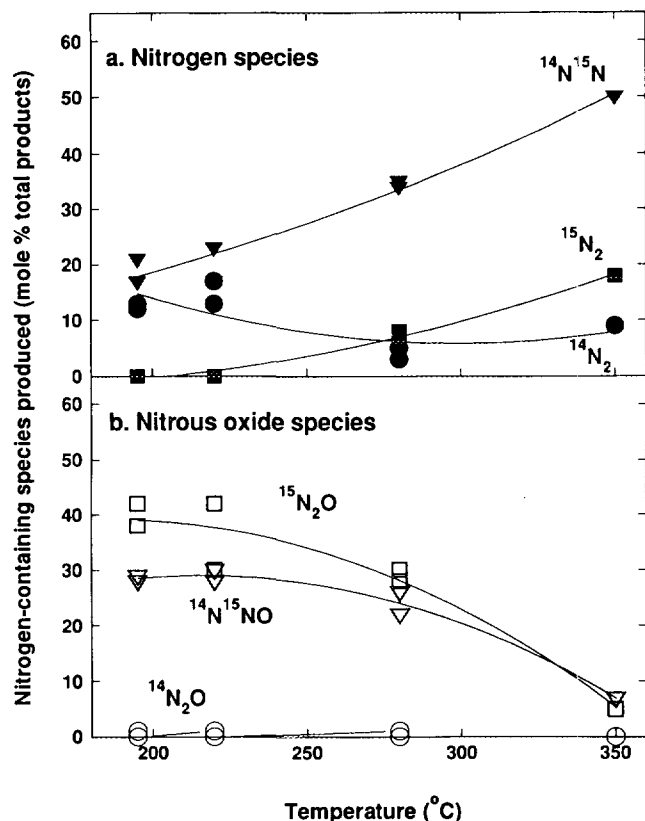 60
a. Nitrogen species
¹⁴N¹⁵N
50
40
30
¹⁵N₂
20
10
¹⁴N₂
0
b. Nitrous oxide species
60
50
¹⁵N₂O
40
30
¹⁴N¹⁵NO
20
¹⁴N₂O
10
0
200 250 300 350
Temperature (°C)
Nitrogen-containing species produced (mole % total products)